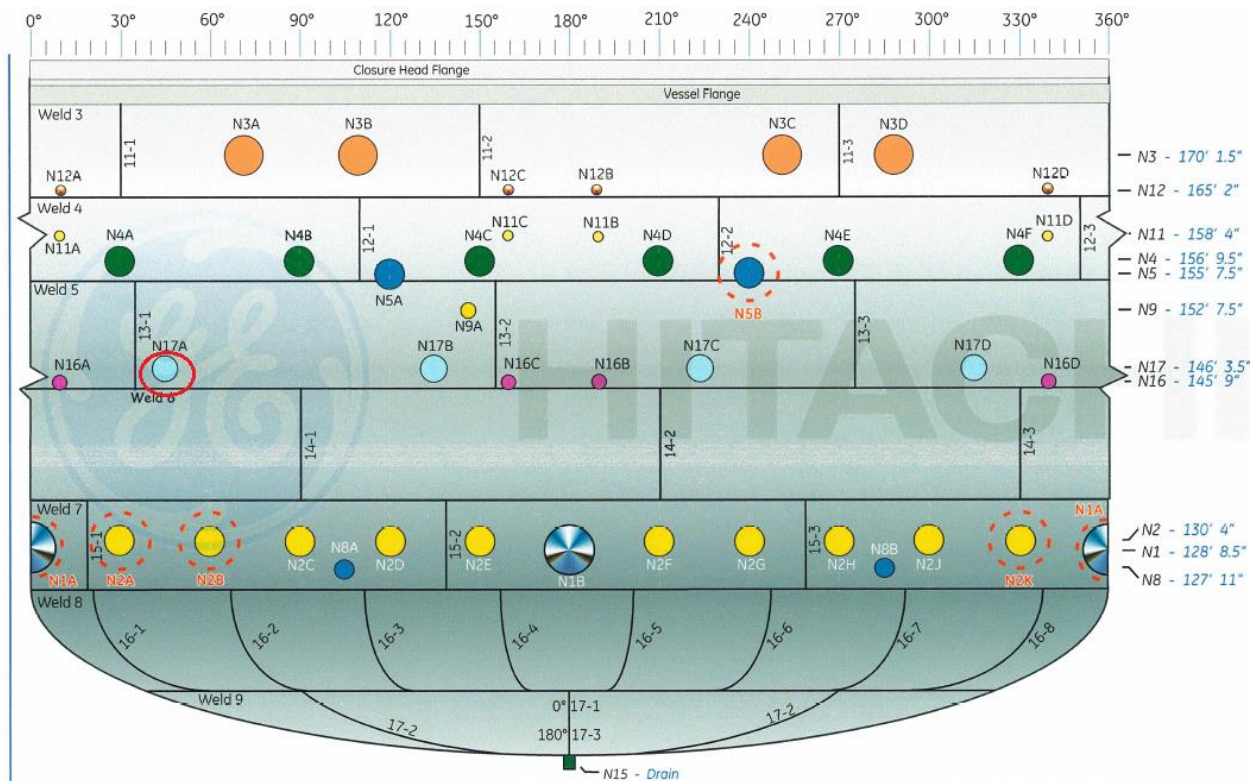 0° 30° 60° 90° 120° 150° 180° 210° 240° 270° 300° 330° 360°
Closure Head Flange
Vessel Flange
Weld 3
N3A N3B N3C N3D
11-1 11-2 11-3
N3 - 170' 1.5"
N12A N12C N12B N12D
N12 - 165' 2"
Weld 4
N11A N4A N4B N4C N11C N11B N4D N4E N4F N11D
12-1 12-2 12-3
N11 - 158' 4"
N4 - 156' 9.5"
N5 - 155' 7.5"
Weld 5
N5A N5B
N9A
N9 - 152' 7.5"
13-1 13-2 13-3
N16A N17A N17B N16C N16B N17C N17D N16D
N17 - 146' 3.5"
N16 - 145' 9"
Weld 6
HITACHI
14-1 14-2 14-3
Weld 7
N1A
15-1 15-2 15-3
N8A N8B
N2 - 130' 4"
N1 - 128' 8.5"
N8 - 127' 11"
N1A N2A N2B N2C N2D N2E N1B N2F N2G N2H N2J N2K
Weld 8
16-1 16-2 16-3 16-4 16-5 16-6 16-7 16-8
Weld 9
0° 17-1
17-2 17-2
180° 17-3
N15 - Drain